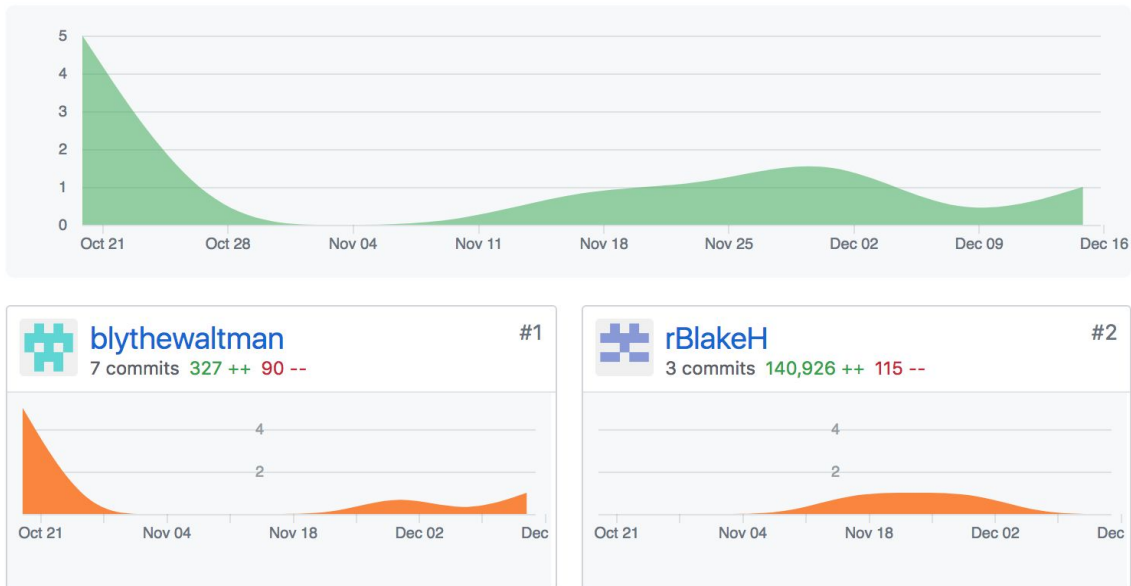 5
4
3
2
1
0
Oct 21 Oct 28 Nov 04 Nov 11 Nov 18 Nov 25 Dec 02 Dec 09 Dec 16
blythewaltman #1
7 commits 327 ++ 90 --
4
2
Oct 21 Nov 04 Nov 18 Dec 02 Dec
rBlakeH #2
3 commits 140,926 ++ 115 --
4
2
Oct 21 Nov 04 Nov 18 Dec 02 Dec